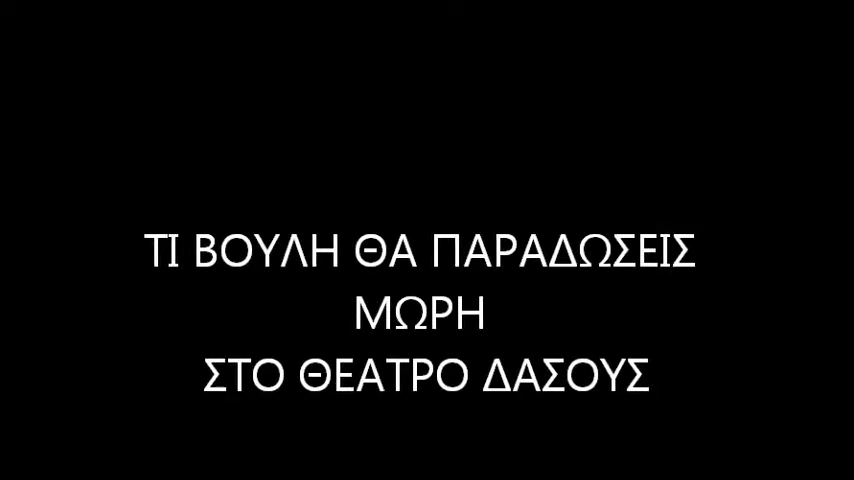 ΤΙ ΒΟΥΛΗ ΘΑ ΠΑΡΑΔΩΣΕΙΣ
ΜΩΡΗ
ΣΤΟ ΘΕΑΤΡΟ ΔΑΣΟΥΣ